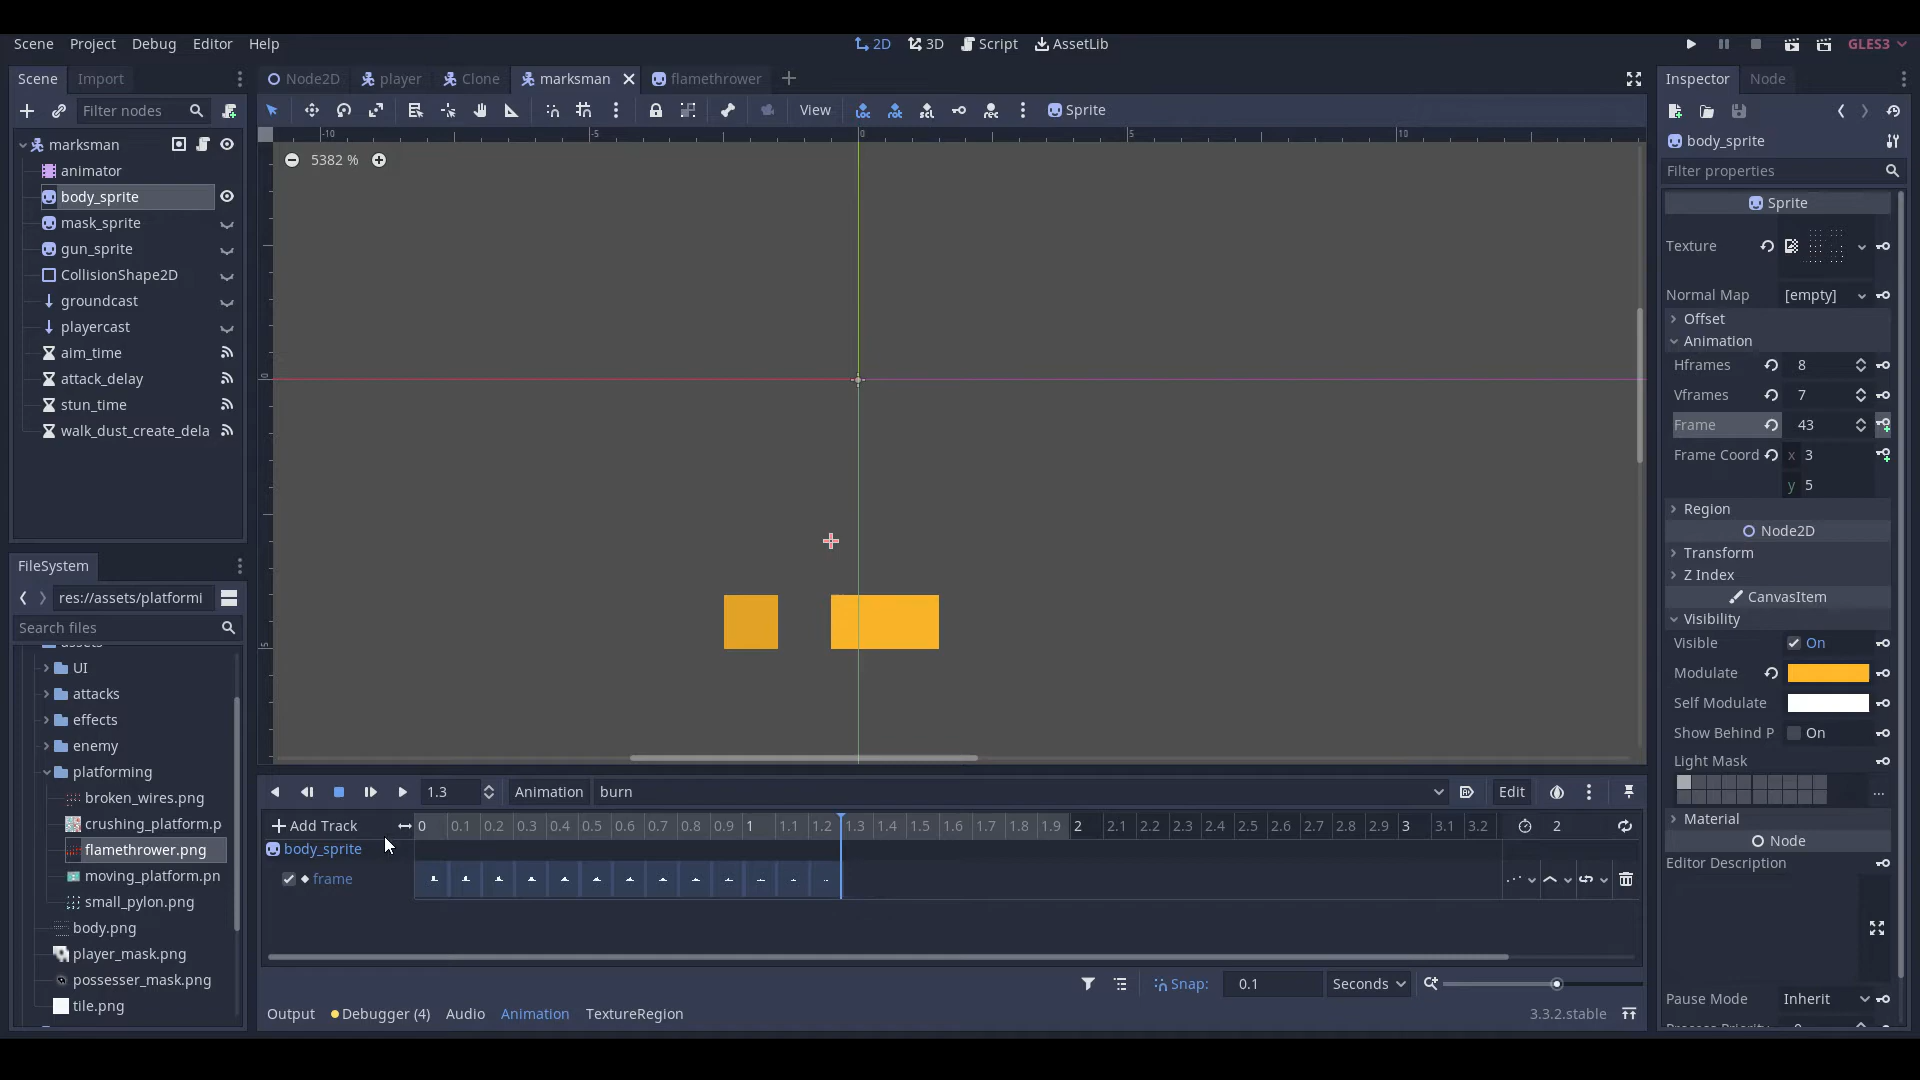 Scene Project Debug Editor Help 2D 3D Script AssetLib GLES3
Scene Import
Node2D player Clone marksman flamethrower
Inspector Node
Filter nodes
View Sprite
-10 -5 0 5 10
5382 %
marksman
animator
body_sprite
mask_sprite
gun_sprite
CollisionShape2D
groundcast
playercast
aim_time
attack_delay
stun_time
walk_dust_create_dela
0
5
FileSystem
res://assets/platformi
Search files
assets
UI
attacks
effects
enemy
platforming
broken_wires.png
crushing_platform.p
flamethrower.png
moving_platform.pn
small_pylon.png
body.png
player_mask.png
possesser_mask.png
tile.png
1.3 Animation burn Edit
Add Track 0 0.1 0.2 0.3 0.4 0.5 0.6 0.7 0.8 0.9 1 1.1 1.2 1.3 1.4 1.5 1.6 1.7 1.8 1.9 2 2.1 2.2 2.3 2.4 2.5 2.6 2.7 2.8 2.9 3 3.1 3.2 2
body_sprite
frame
Snap: 0.1 Seconds
Output Debugger (4) Audio Animation TextureRegion 3.3.2.stable
body_sprite
Filter properties
Sprite
Texture
Normal Map [empty]
Offset
Animation
Hframes 8
Vframes 7
Frame 43
Frame Coord x 3
y 5
Region
Node2D
Transform
Z Index
CanvasItem
Visibility
Visible On
Modulate
Self Modulate
Show Behind P On
Light Mask
...
Material
Node
Editor Description
Pause Mode Inherit